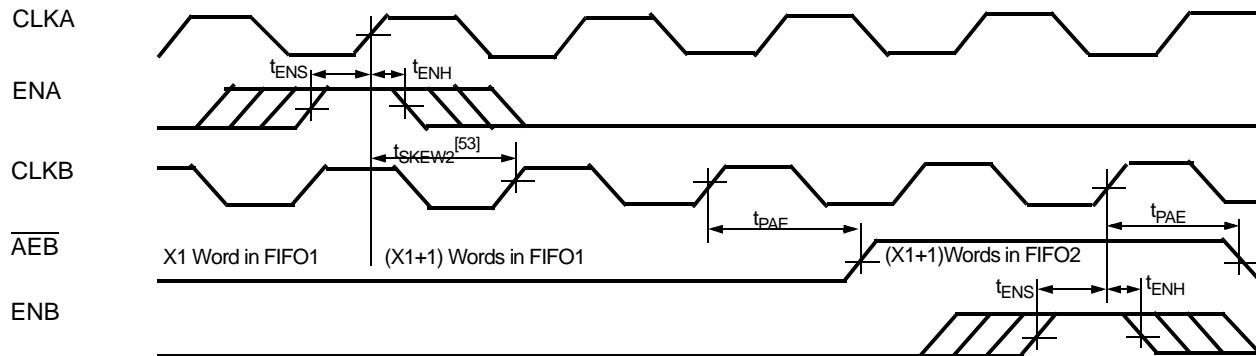 CLKA
tENS
tENH
ENA
tSKEW2[53]
CLKB
tPAE
tPAE
AEB
X1 Word in FIFO1
(X1+1) Words in FIFO1
(X1+1)Words in FIFO2
tENS
tENH
ENB